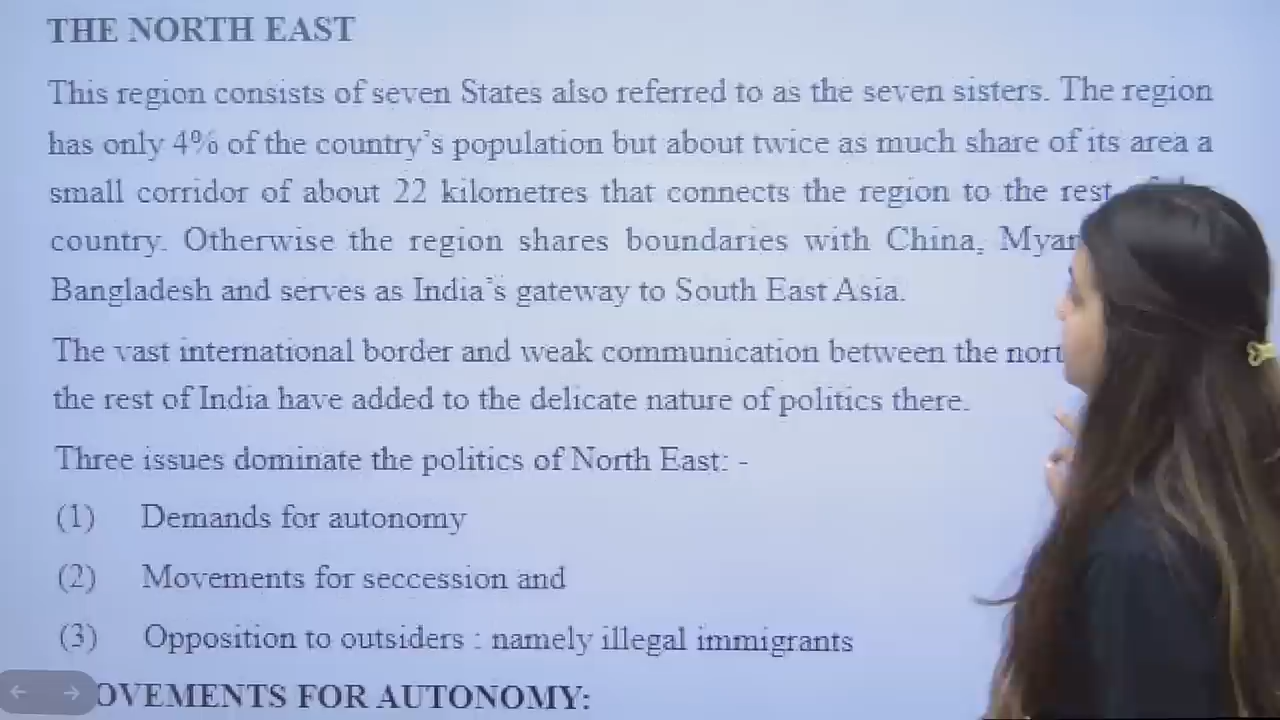 THE NORTH EAST
This region consists of seven States also referred to as the seven sisters. The region
has only 4% of the country's population but about twice as much share of its area a
small corridor of about 22 kilometres that connects the region to the rest
country. Otherwise the region shares boundaries with China,
Bangladesh and serves as India's gateway to South East Asia.
The vast international border and weak communication between the
the rest of India have added to the delicate nature of politics there.
Three issues dominate the politics of North East: -
(1) Demands for autonomy
(2) Movements for seccession and
(3) Opposition to outsiders : namely illegal immigrants
OVEMENTS FOR AUTONOMY: